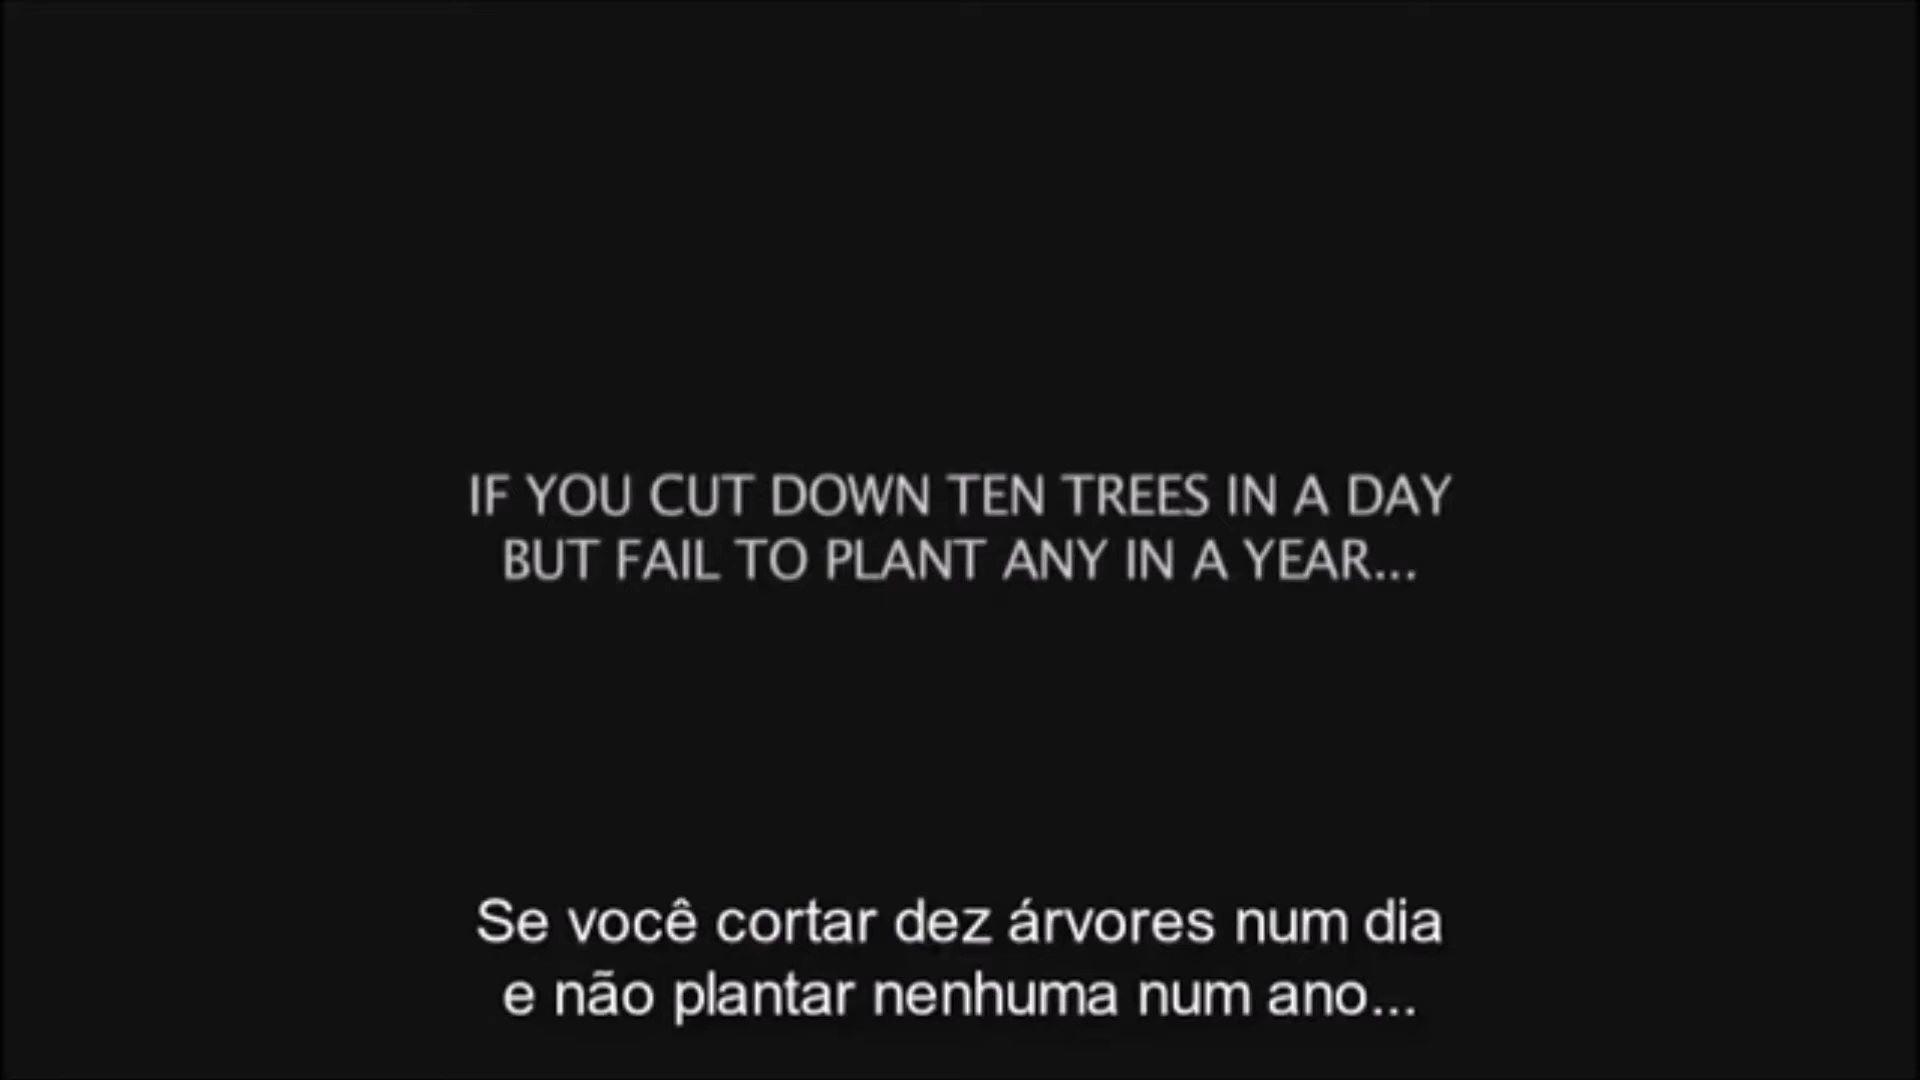 IF YOU CUT DOWN TEN TREES IN A DAY
BUT FAIL TO PLANT ANY IN A YEAR...
Se você cortar dez árvores num dia
e não plantar nenhuma num ano...